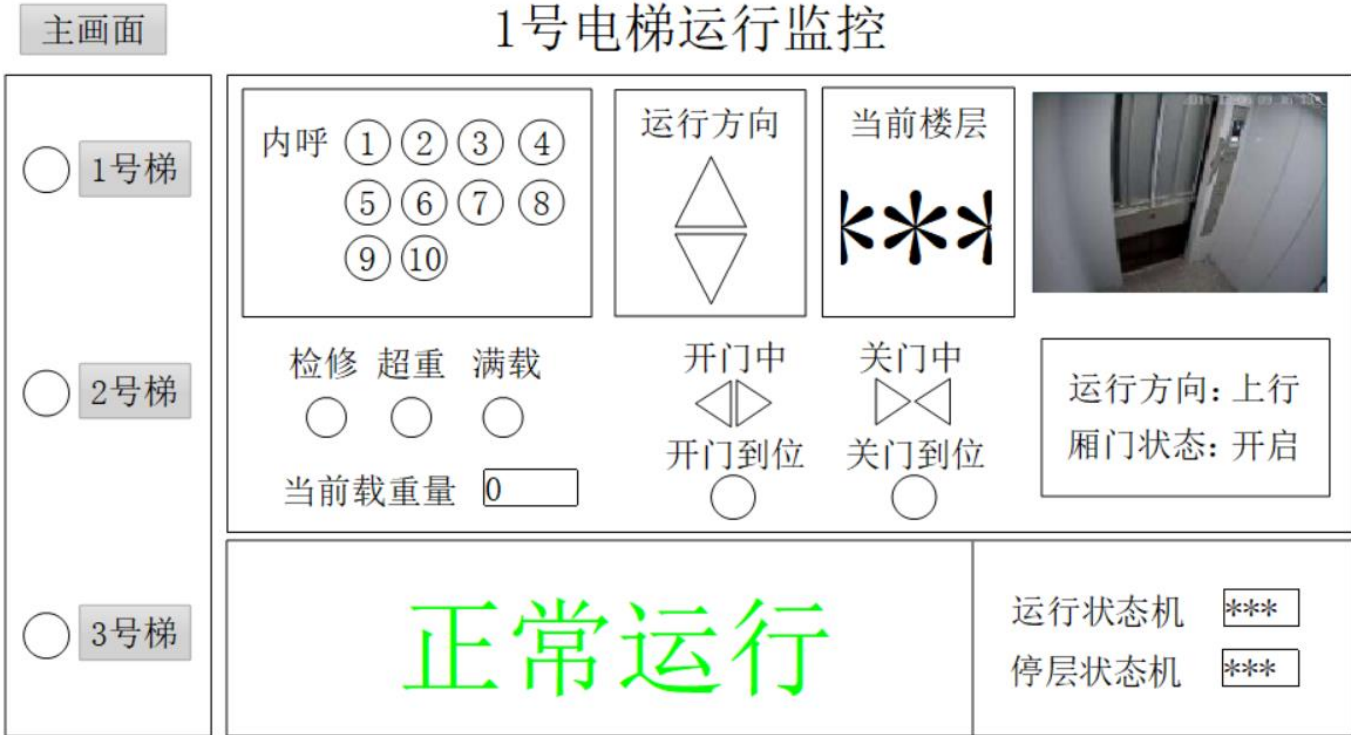 主画面
1号电梯运行监控
1号梯
2号梯
3号梯
内呼 1 2 3 4
5 6 7 8
9 10
运行方向
当前楼层
***
检修 超重 满载
当前载重量 0
开门中 关门中
开门到位 关门到位
运行方向: 上行
厢门状态: 开启
正常运行
运行状态机 ***
停层状态机 ***